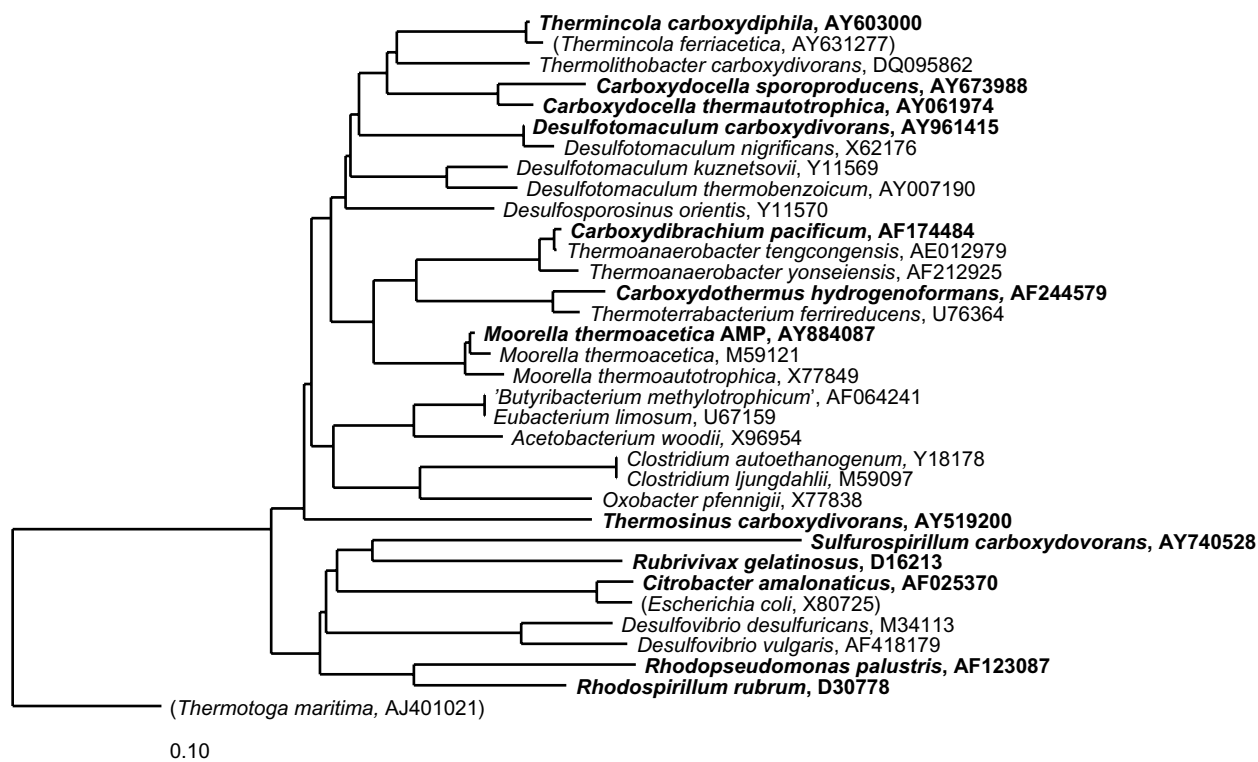 Thermincola carboxydiphila, AY603000
(Thermincola ferriacetica, AY631277)
Thermolithobacter carboxydivorans, DQ095862
Carboxydocella sporoproducens, AY673988
Carboxydocella thermautotrophica, AY061974
Desulfotomaculum carboxydivorans, AY961415
Desulfotomaculum nigrificans, X62176
Desulfotomaculum kuznetsovii, Y11569
Desulfotomaculum thermobenzoicum, AY007190
Desulfosporosinus orientis, Y11570
Carboxydibrachium pacificum, AF174484
Thermoanaerobacter tengcongensis, AE012979
Thermoanaerobacter yonseiensis, AF212925
Carboxydothermus hydrogenoformans, AF244579
Thermoterrabacterium ferrireducens, U76364
Moorella thermoacetica AMP, AY884087
Moorella thermoacetica, M59121
Moorella thermoautotrophica, X77849
’Butyribacterium methylotrophicum’, AF064241
Eubacterium limosum, U67159
Acetobacterium woodii, X96954
Clostridium autoethanogenum, Y18178
Clostridium ljungdahlii, M59097
Oxobacter pfennigii, X77838
Thermosinus carboxydivorans, AY519200
Sulfurospirillum carboxydovorans, AY740528
Rubrivivax gelatinosus, D16213
Citrobacter amalonaticus, AF025370
(Escherichia coli, X80725)
Desulfovibrio desulfuricans, M34113
Desulfovibrio vulgaris, AF418179
Rhodopseudomonas palustris, AF123087
Rhodospirillum rubrum, D30778
(Thermotoga maritima, AJ401021)
0.10